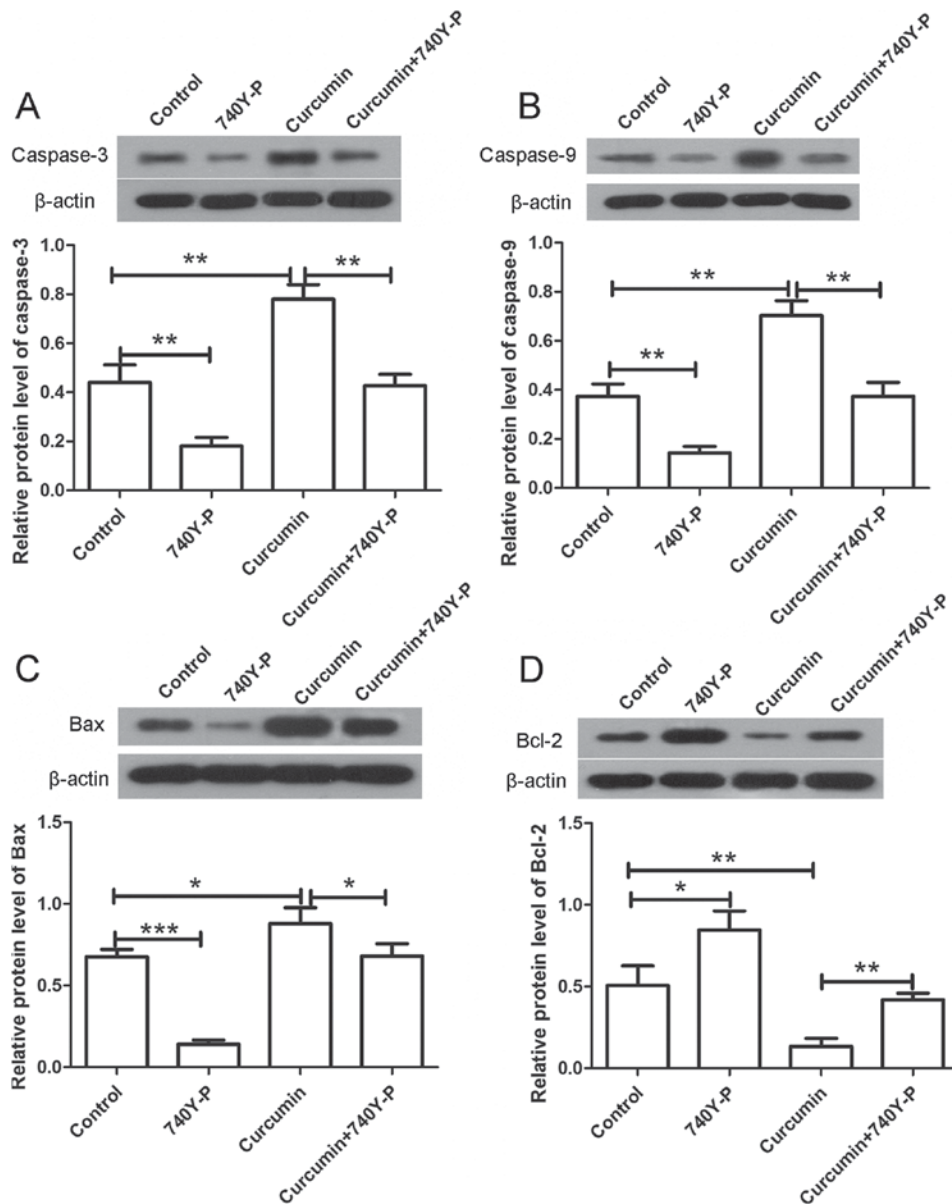 A
Control
740Y-P
Curcumin
Curcumin+740Y-P
Caspase-3
β-actin
Relative protein level of caspase-3
1.0
0.8
0.6
0.4
0.2
0.0
**
**
**
Control
740Y-P
Curcumin
Curcumin+740Y-P
B
Control
740Y-P
Curcumin
Curcumin+740Y-P
Caspase-9
β-actin
Relative protein level of caspase-9
1.0
0.8
0.6
0.4
0.2
0.0
**
**
**
Control
740Y-P
Curcumin
Curcumin+740Y-P
C
Control
740Y-P
Curcumin
Curcumin+740Y-P
Bax
β-actin
Relative protein level of Bax
1.5
1.0
0.5
0.0
*
*
***
Control
740Y-P
Curcumin
Curcumin+740Y-P
D
Control
740Y-P
Curcumin
Curcumin+740Y-P
Bcl-2
β-actin
Relative protein level of Bcl-2
1.5
1.0
0.5
0.0
**
*
**
Control
740Y-P
Curcumin
Curcumin+740Y-P